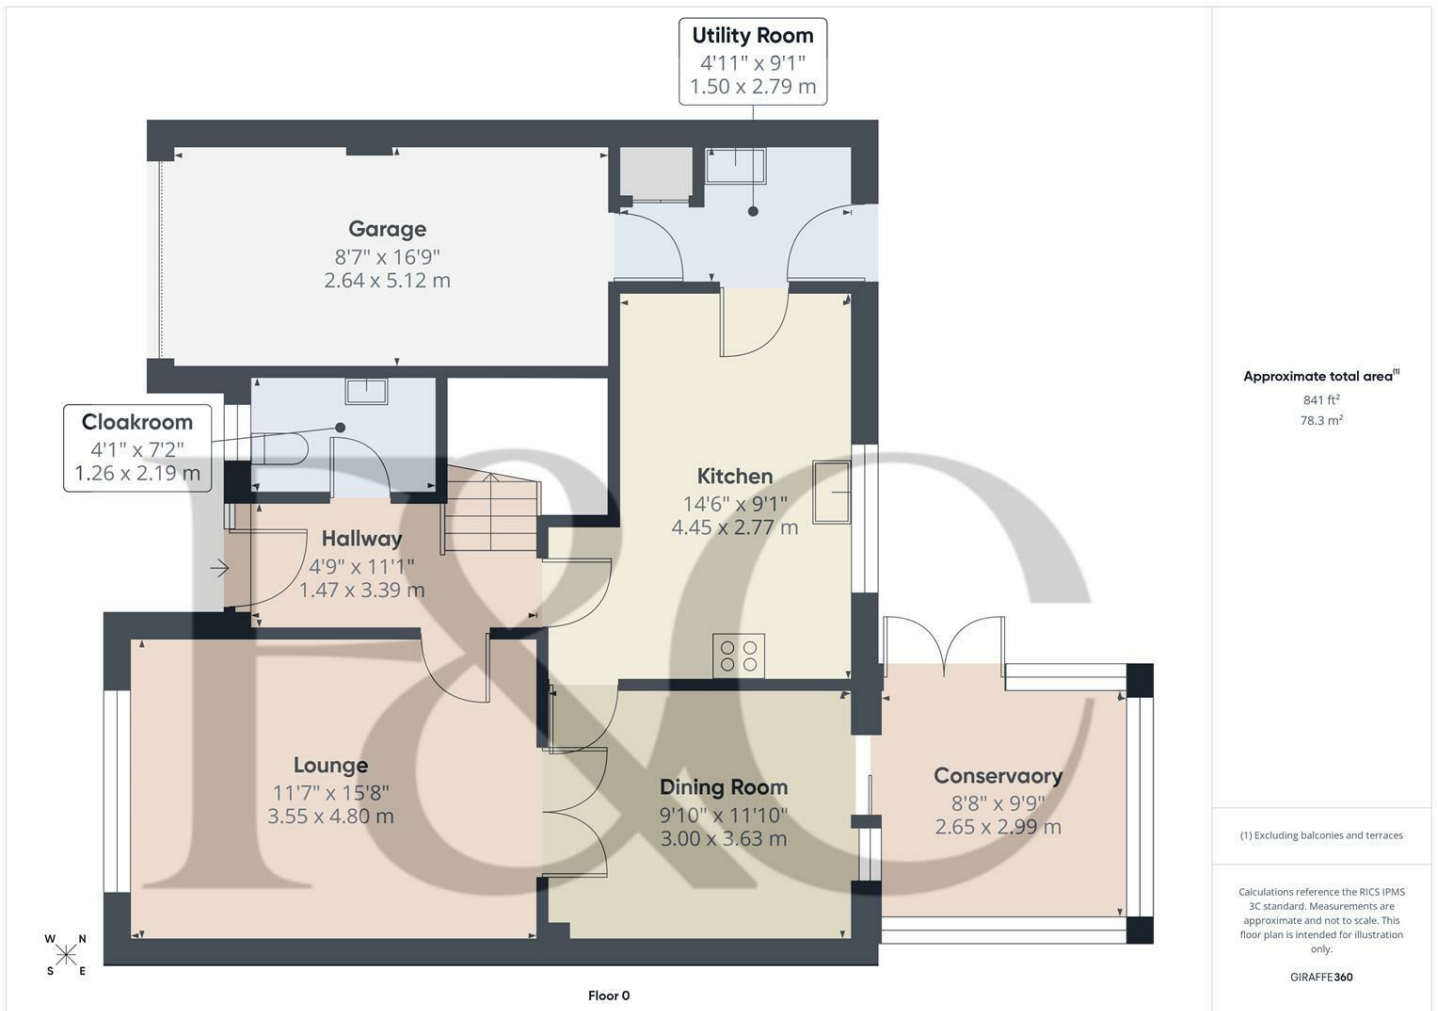 Utility Room
4'11" x 9'1"
1.50 x 2.79 m
Garage
8'7" x 16'9"
2.64 x 5.12 m
Cloakroom
4'1" x 7'2"
1.26 x 2.19 m
Kitchen
14'6" x 9'1"
4.45 x 2.77 m
Hallway
4'9" x 11'1"
1.47 x 3.39 m
Lounge
11'7" x 15'8"
3.55 x 4.80 m
Dining Room
9'10" x 11'10"
3.00 x 3.63 m
Conservaory
8'8" x 9'9"
2.65 x 2.99 m
F&C
W N
S E
Floor 0
Approximate total area(1)
841 ft²
78.3 m²
(1) Excluding balconies and terraces
Calculations reference the RICS IPMS
3C standard. Measurements are
approximate and not to scale. This
floor plan is intended for illustration
only.
GIRAFFE360